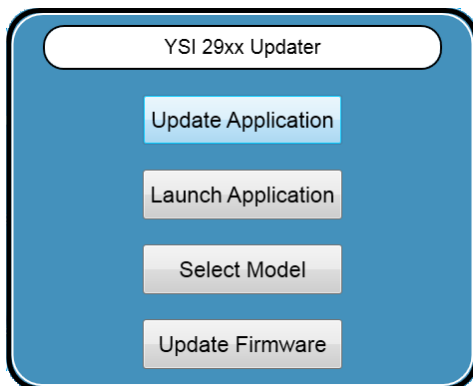 YSI 29xx Updater
Update Application
Launch Application
Select Model
Update Firmware